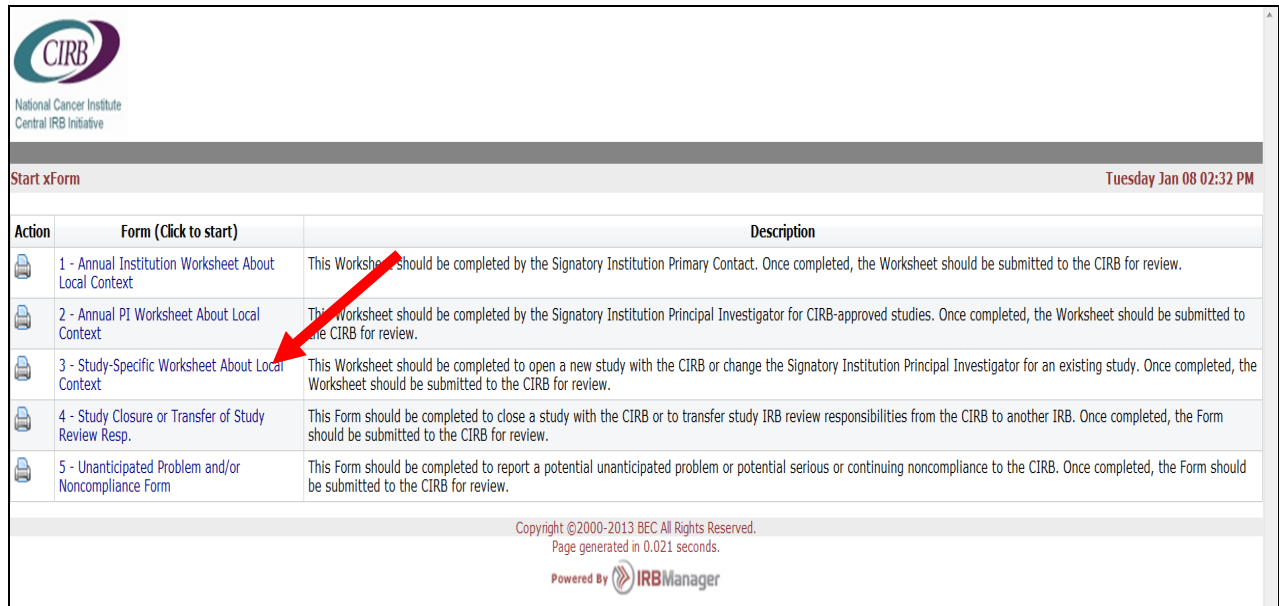 CIRB
National Cancer Institute
Central IRB Initiative
Start xForm
Tuesday Jan 08 02:32 PM
Action
Form (Click to start)
Description
1 - Annual Institution Worksheet About
Local Context
This Worksheet should be completed by the Signatory Institution Primary Contact. Once completed, the Worksheet should be submitted to the CIRB for review.
2 - Annual PI Worksheet About Local
Context
This Worksheet should be completed by the Signatory Institution Principal Investigator for CIRB-approved studies. Once completed, the Worksheet should be submitted to
the CIRB for review.
3 - Study-Specific Worksheet About Local
Context
This Worksheet should be completed to open a new study with the CIRB or change the Signatory Institution Principal Investigator for an existing study. Once completed, the
Worksheet should be submitted to the CIRB for review.
4 - Study Closure or Transfer of Study
Review Resp.
This Form should be completed to close a study with the CIRB or to transfer study IRB review responsibilities from the CIRB to another IRB. Once completed, the Form
should be submitted to the CIRB for review.
5 - Unanticipated Problem and/or
Noncompliance Form
This Form should be completed to report a potential unanticipated problem or potential serious or continuing noncompliance to the CIRB. Once completed, the Form should
be submitted to the CIRB for review.
Copyright ©2000-2013 BEC All Rights Reserved.
Page generated in 0.021 seconds.
Powered By IRBManager